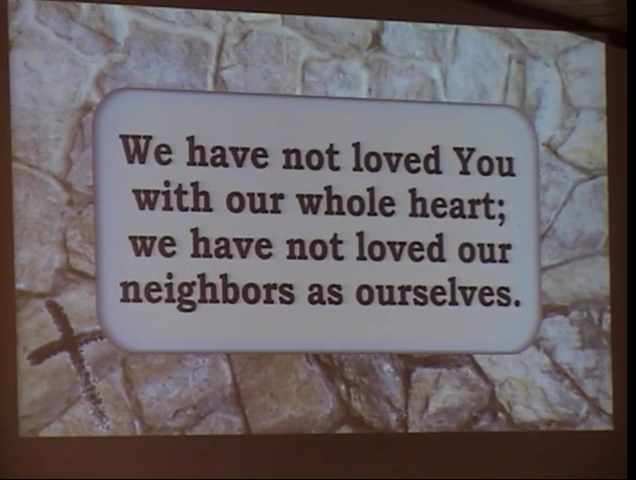 We have not loved You
with our whole heart;
we have not loved our
neighbors as ourselves.